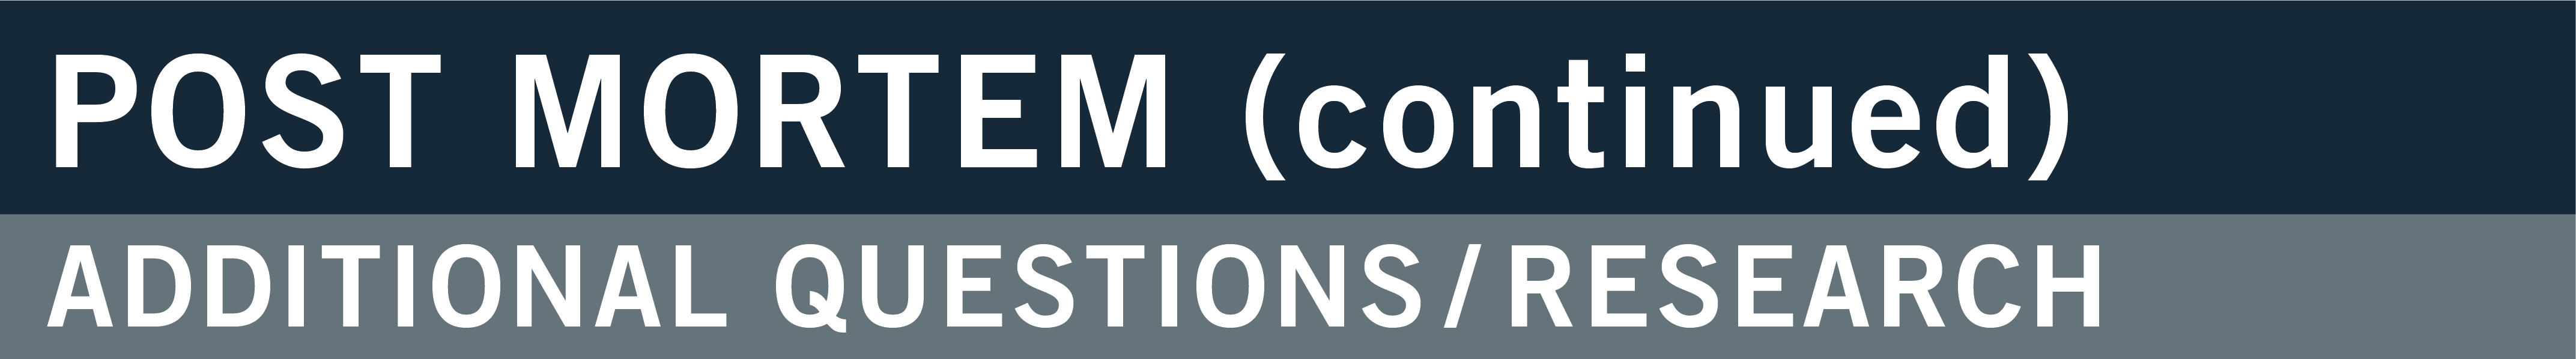 POST MORTEM (continued)
ADDITIONAL QUESTIONS/RESEARCH